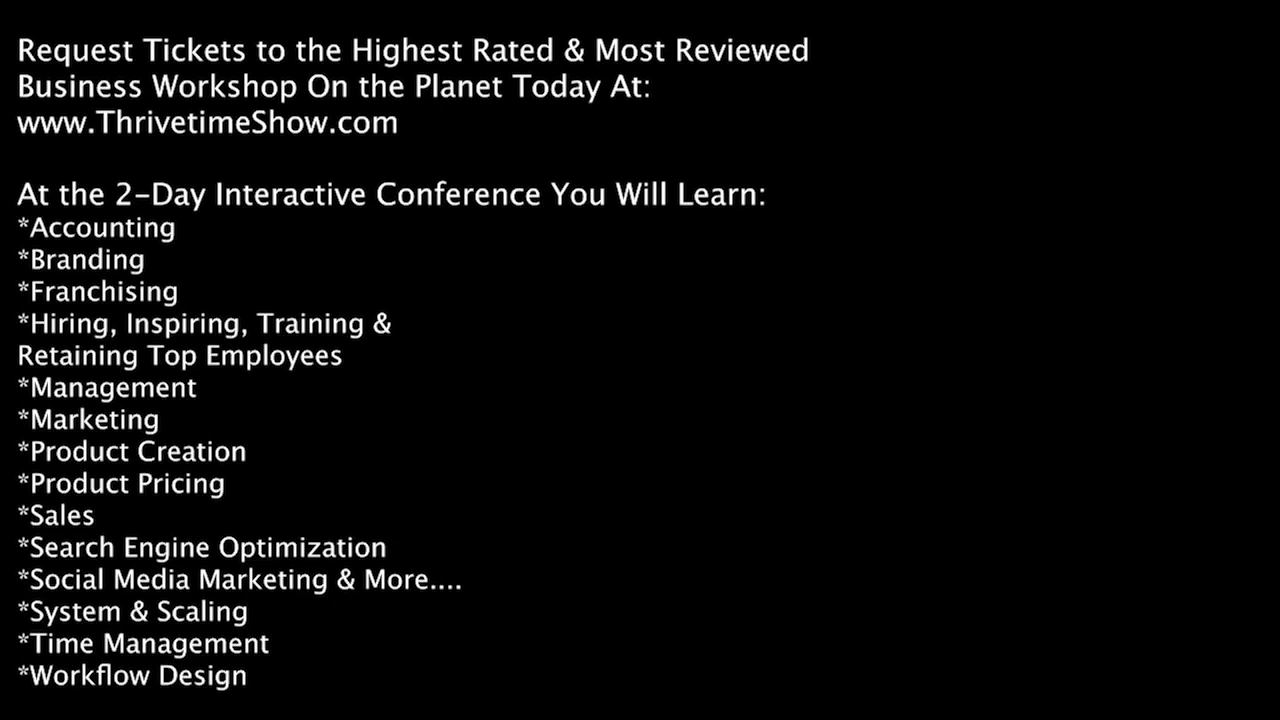 Request Tickets to the Highest Rated & Most Reviewed
Business Workshop On the Planet Today At:
www.ThrivetimeShow.com
At the 2-Day Interactive Conference You Will Learn:
*Accounting
*Branding
*Franchising
*Hiring, Inspiring, Training &
Retaining Top Employees
*Management
*Marketing
*Product Creation
*Product Pricing
*Sales
*Search Engine Optimization
*Social Media Marketing & More....
*System & Scaling
*Time Management
*Workflow Design